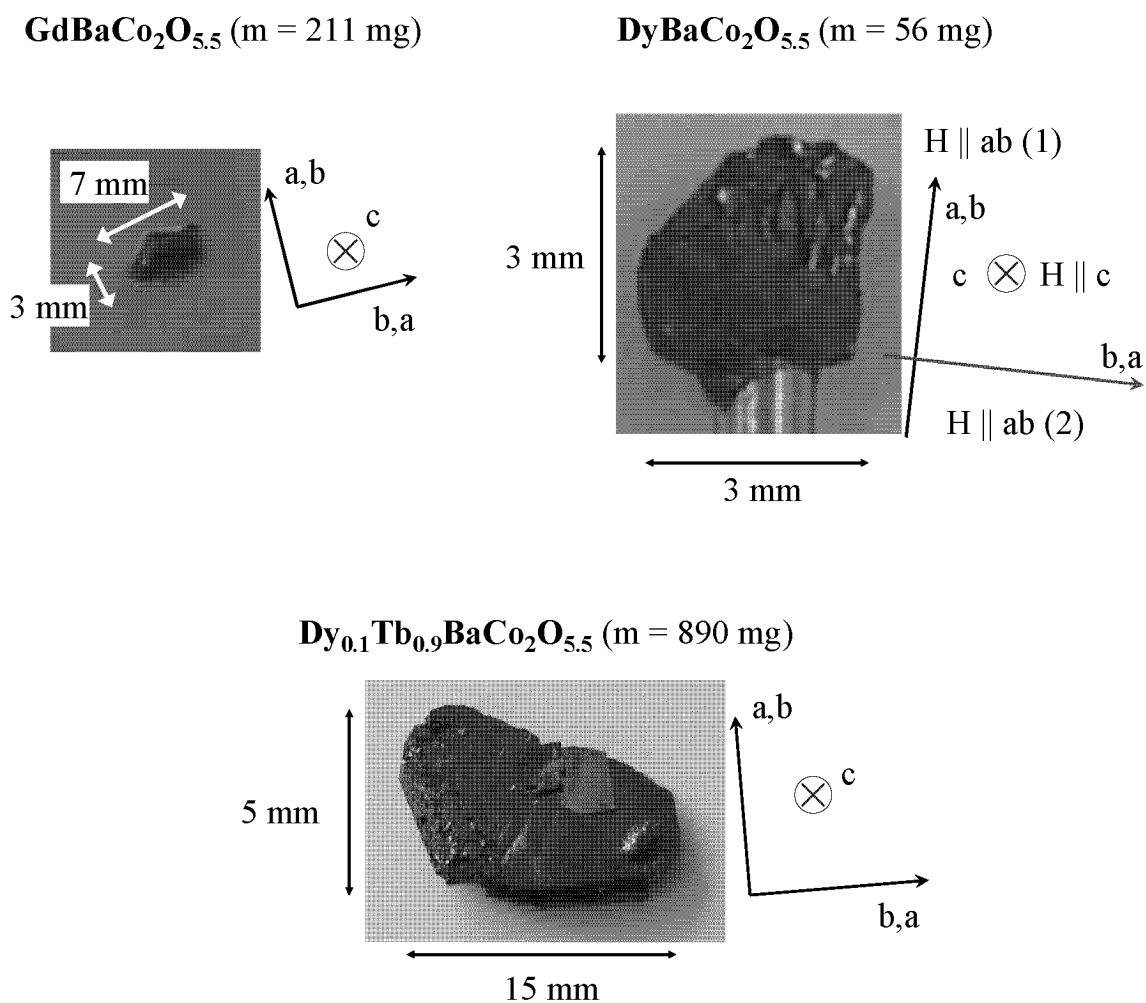 GdBaCo₂O₅.₅ (m = 211 mg)
DyBaCo₂O₅.₅ (m = 56 mg)
7 mm
3 mm
a,b
c
b,a
3 mm
3 mm
H || ab (1)
a,b
c H || c
b,a
H || ab (2)
Dy₀.₁Tb₀.₉BaCo₂O₅.₅ (m = 890 mg)
5 mm
15 mm
a,b
c
b,a